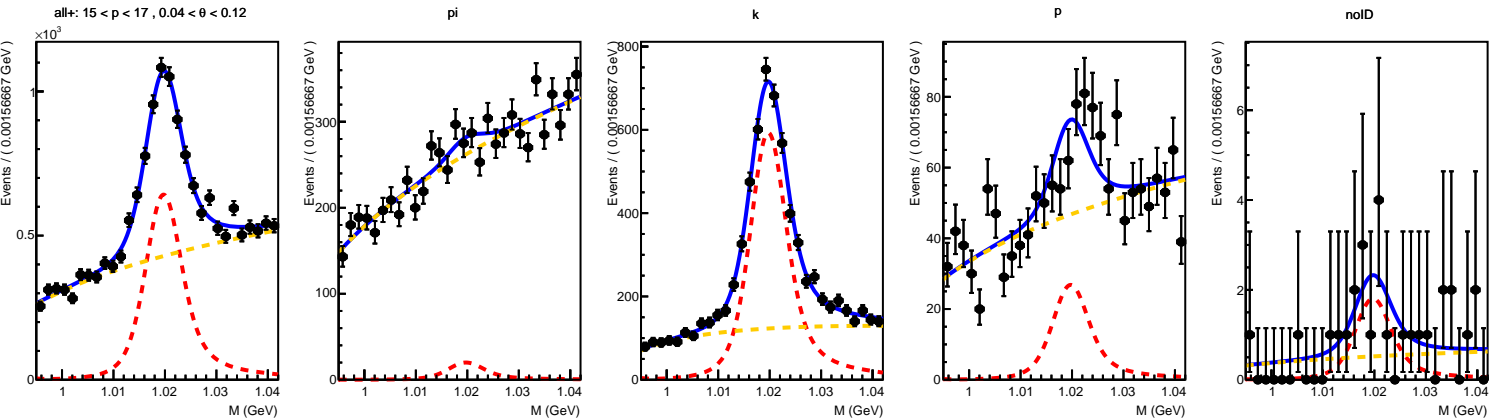 all+: 15 < p < 17 , 0.04 < θ < 0.12
×10³
Events / ( 0.00156667 GeV )
1
0.5
0
1 1.01 1.02 1.03 1.04
M (GeV)
pi
Events / ( 0.00156667 GeV )
300
200
100
0
1 1.01 1.02 1.03 1.04
M (GeV)
k
Events / ( 0.00156667 GeV )
800
600
400
200
0
1 1.01 1.02 1.03 1.04
M (GeV)
p
Events / ( 0.00156667 GeV )
80
60
40
20
0
1 1.01 1.02 1.03 1.04
M (GeV)
noID
Events / ( 0.00156667 GeV )
6
4
2
0
1 1.01 1.02 1.03 1.04
M (GeV)